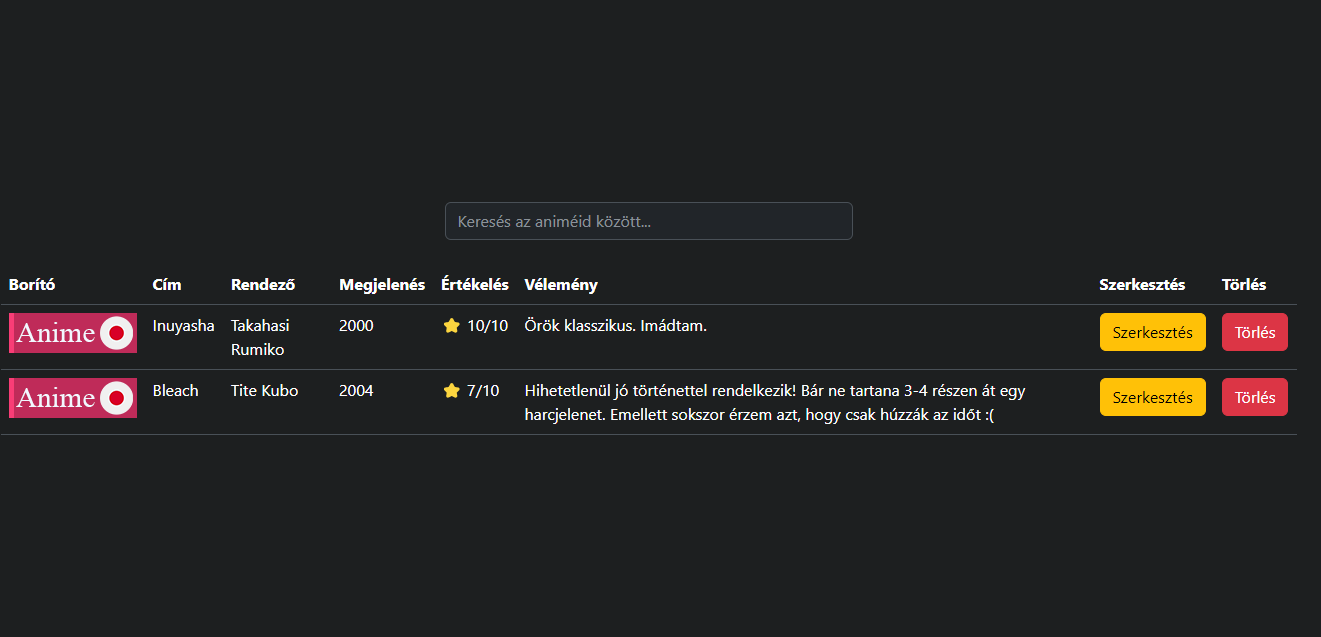 Keresés az animéid között...
Borító Cím Rendező Megjelenés Értékelés Vélemény Szerkesztés Törlés
Anime Inuyasha Takahasi 2000 10/10 Örök klasszikus. Imádtam. Szerkesztés Törlés
Rumiko
Anime Bleach Tite Kubo 2004 7/10 Hihetetlenül jó történettel rendelkezik! Bár ne tartana 3-4 részen át egy Szerkesztés Törlés
harcjelenet. Emellett sokszor érzem azt, hogy csak húzzák az időt :(